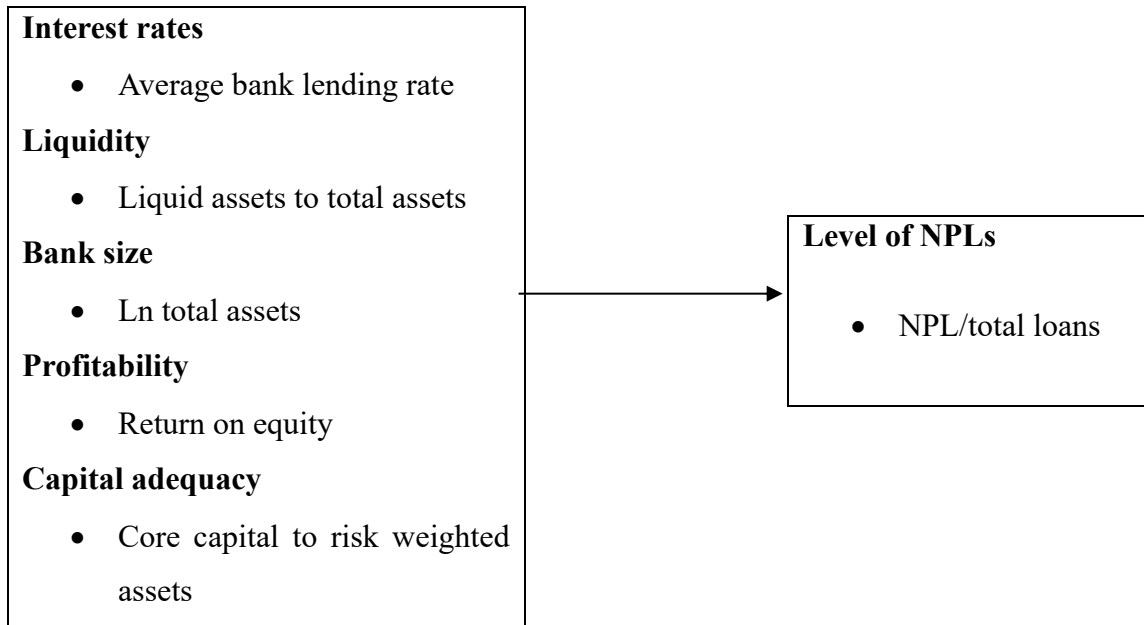 Interest rates
• Average bank lending rate
Liquidity
• Liquid assets to total assets
Bank size
• Ln total assets
Profitability
• Return on equity
Capital adequacy
• Core capital to risk weighted
assets
Level of NPLs
• NPL/total loans